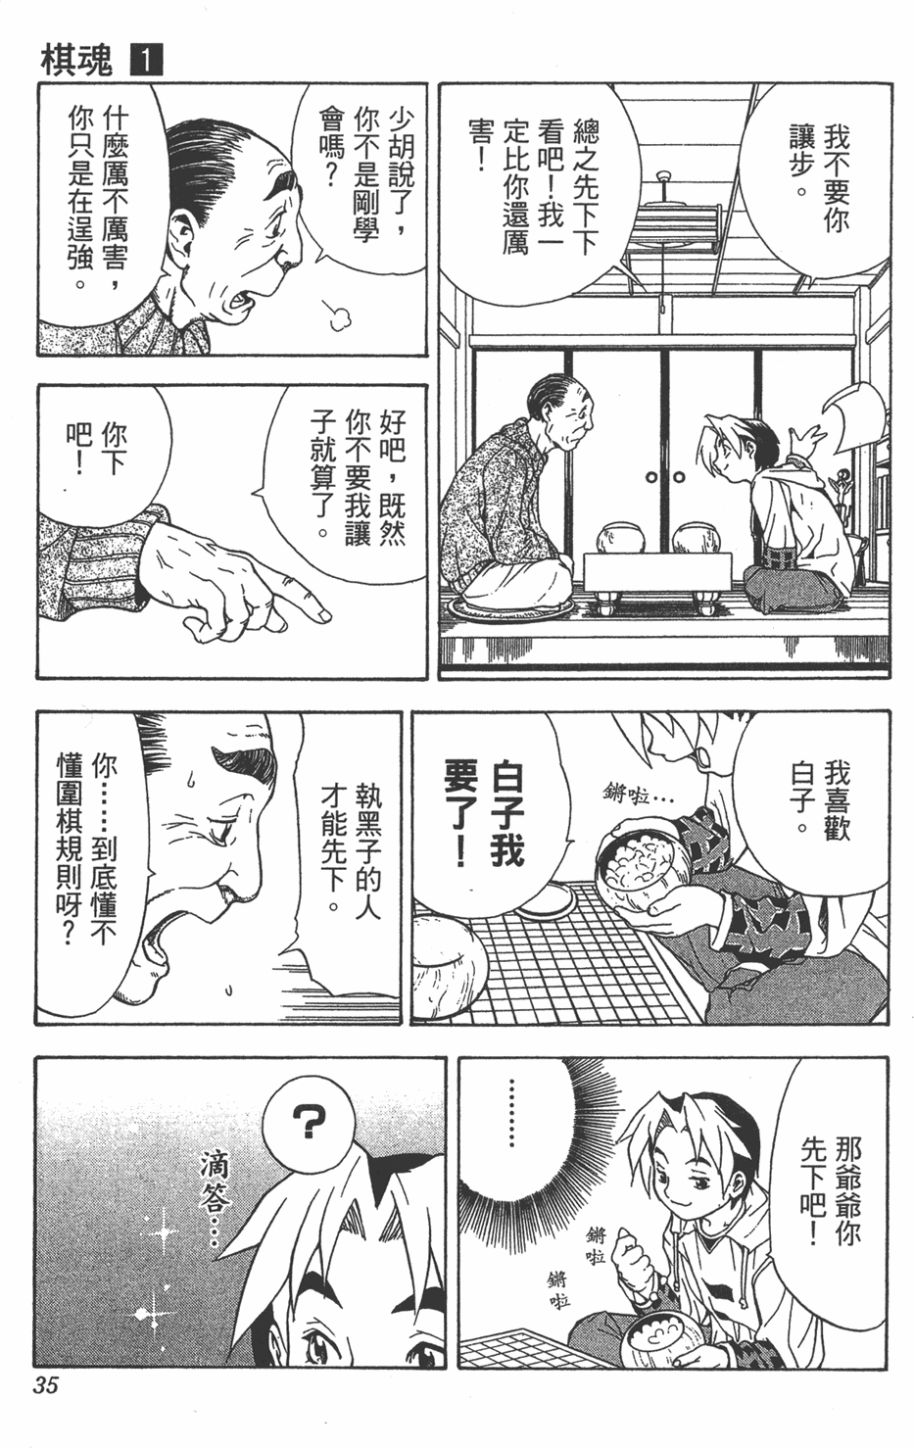 棋魂 1
我不要你
讓步。
總之先下下
看吧！我一
定比你還厲
害！
少胡說了，
你不是剛學
會嗎？
什麼厲不厲害，
你只是在逞強。
好吧，既然
你不要我讓
子就算了。
你下
吧！
我喜歡
白子。
鏘啦…
白子我
要了！
執黑子的人
才能先下。
你……到底懂不
懂圍棋規則呀？
那爺爺你
先下吧！
………
鏘啦
鏘啦
？
滴答…
35